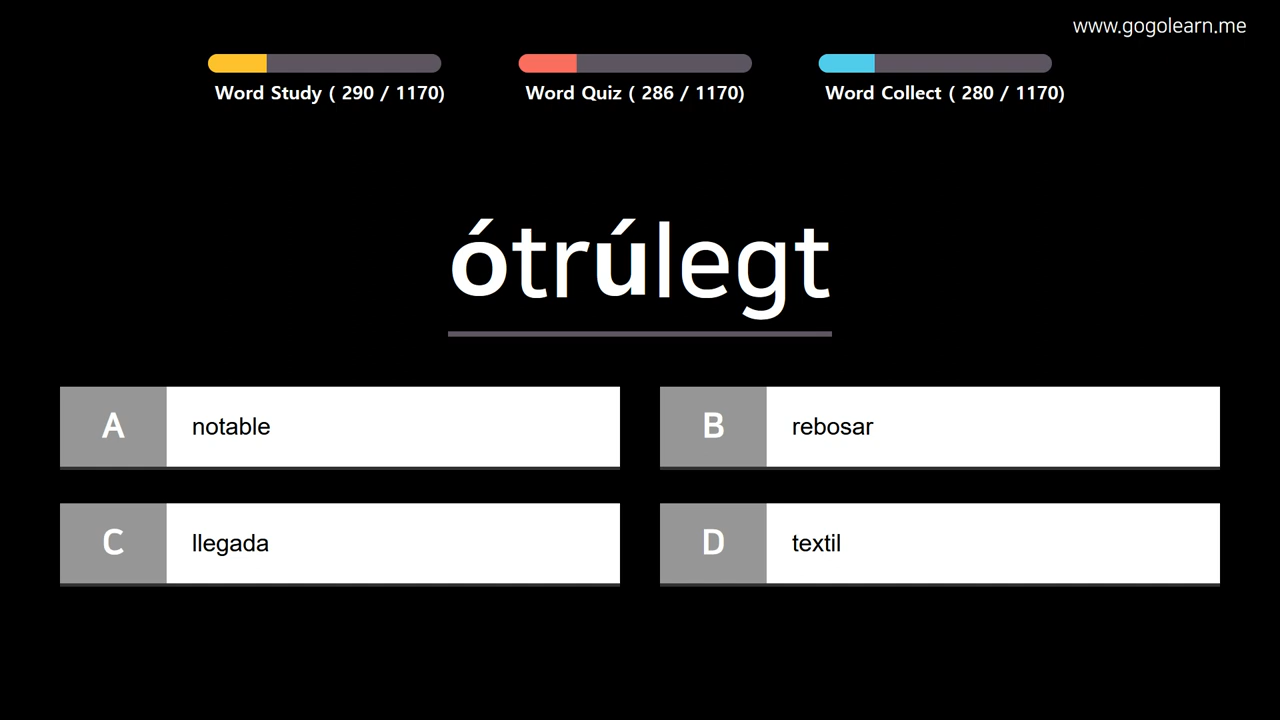 www.gogolearn.me
Word Study ( 290 / 1170)
Word Quiz ( 286 / 1170)
Word Collect ( 280 / 1170)
ótrúlegt
A notable
B rebosar
C llegada
D textil